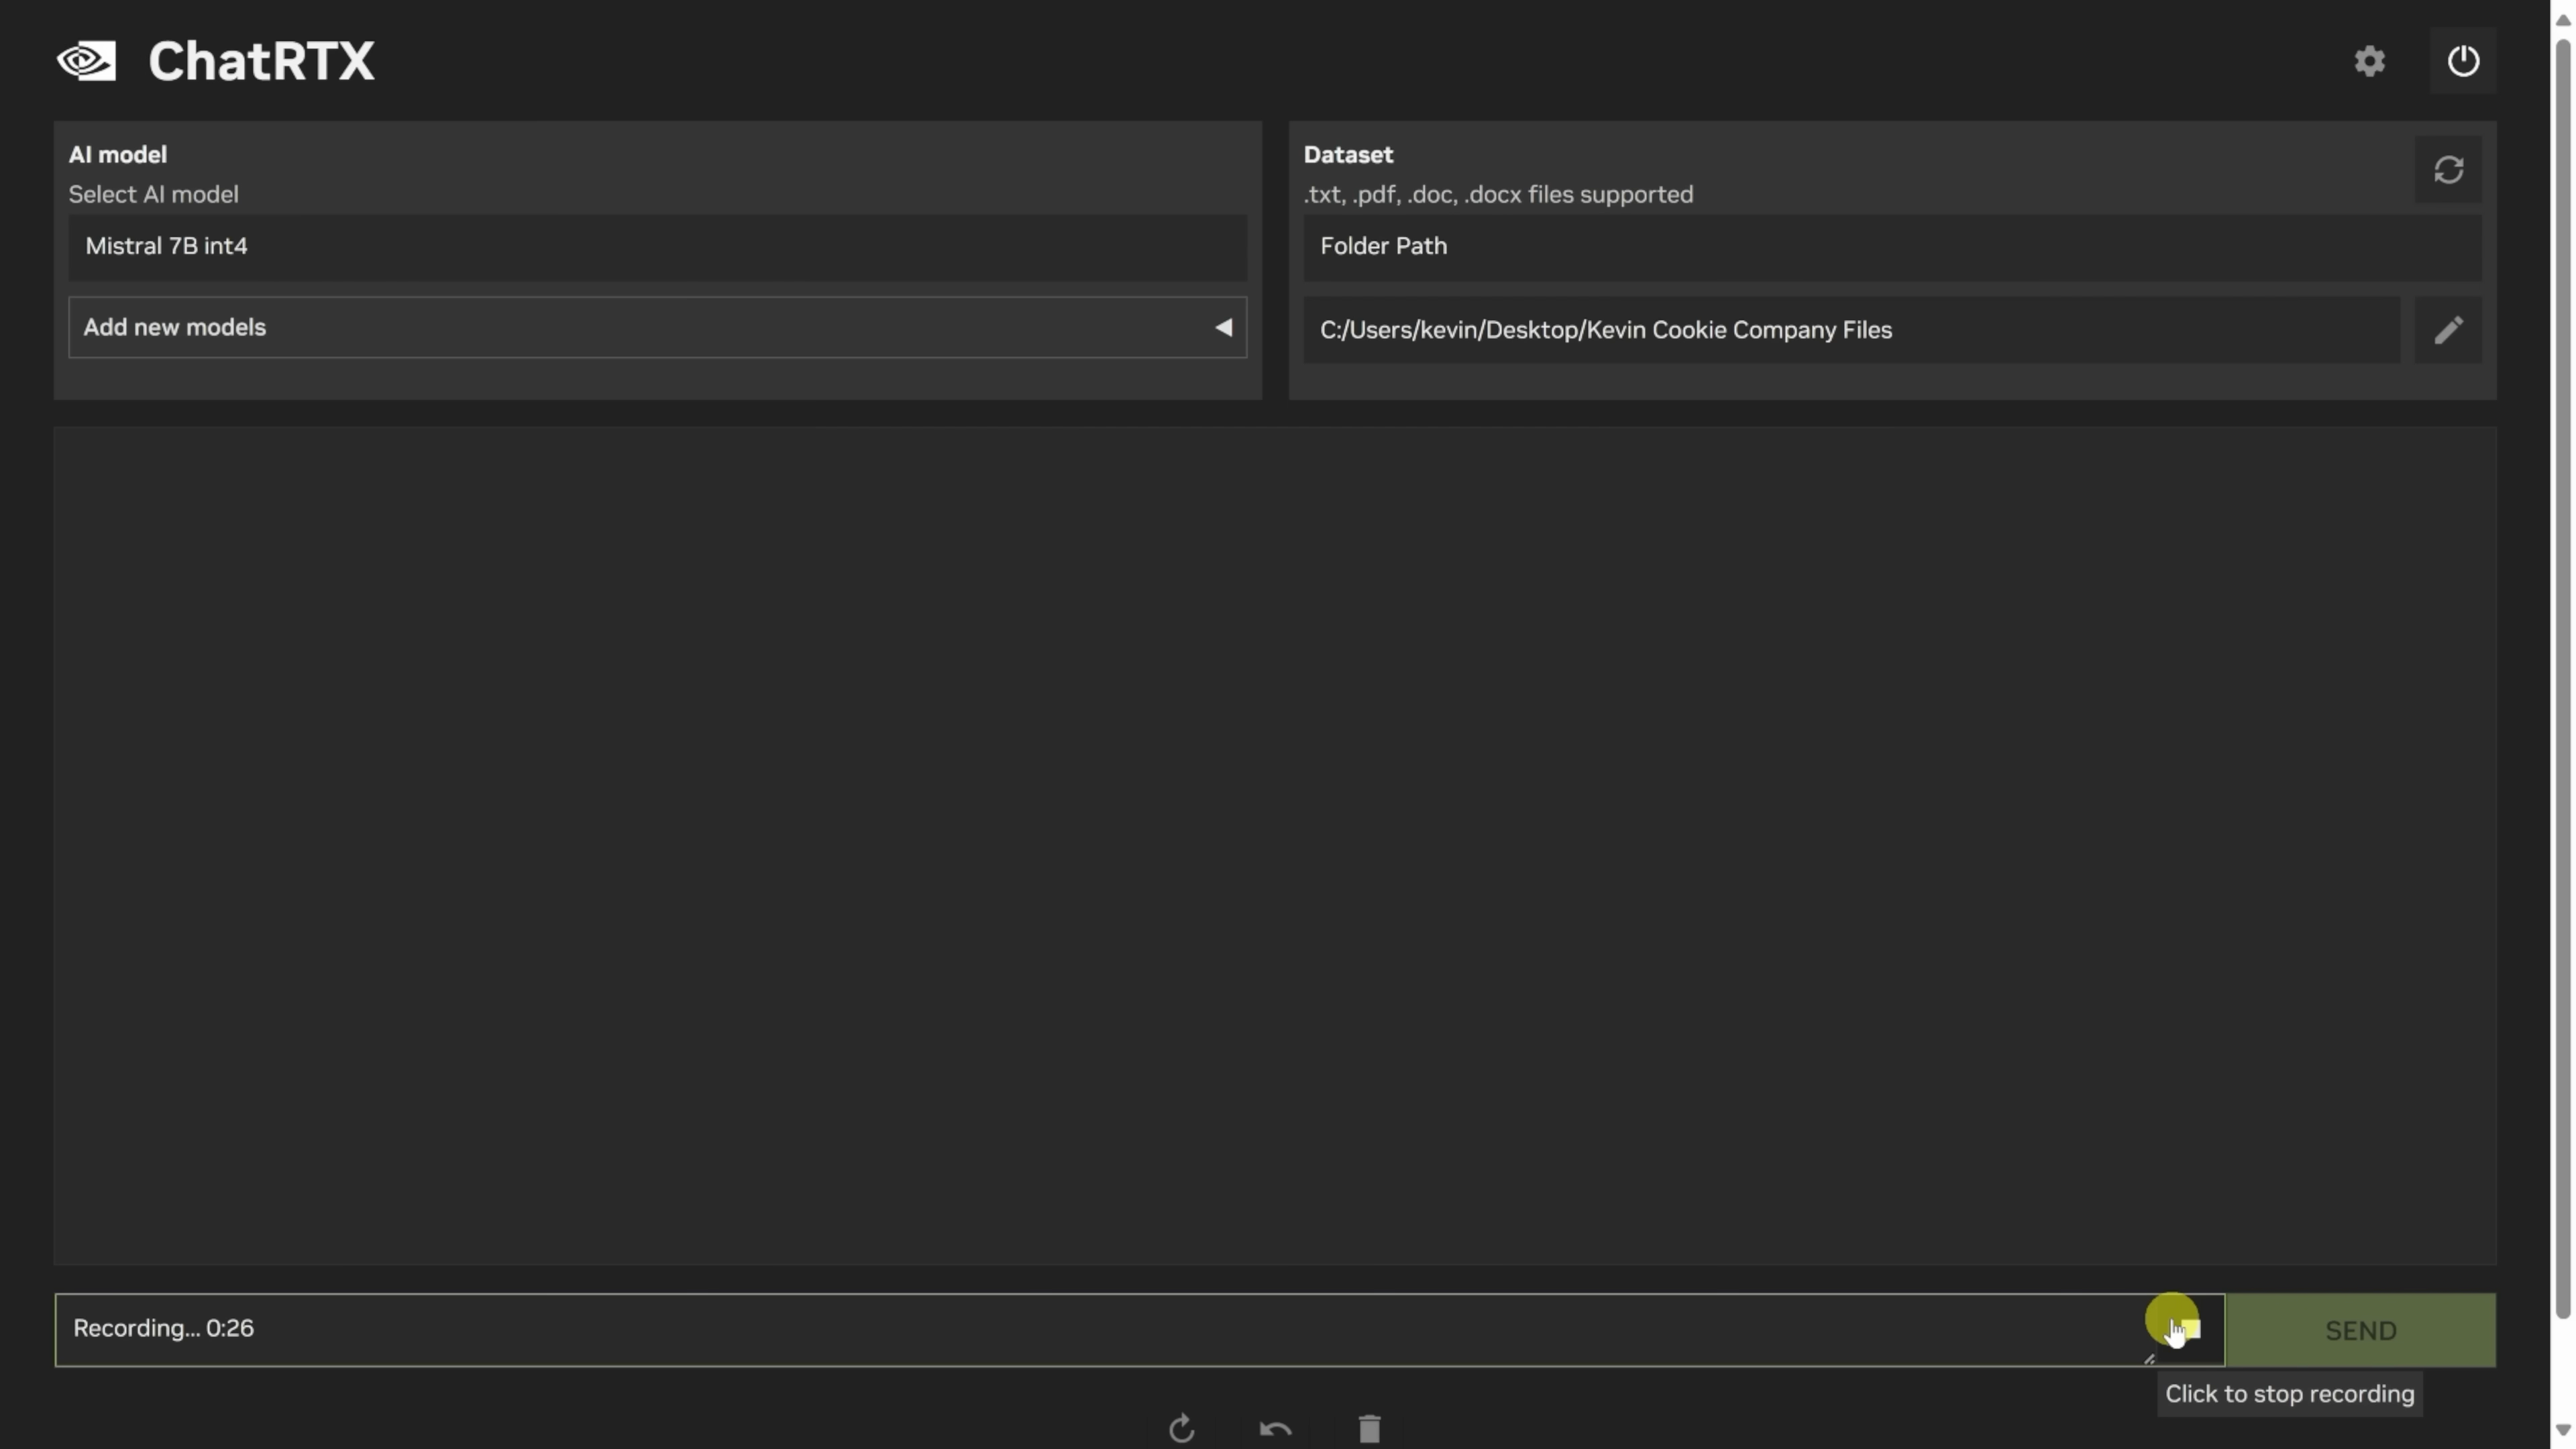 ChatRTX
AI model
Select AI model
Mistral 7B int4
Add new models
Dataset
.txt, .pdf, .doc, .docx files supported
Folder Path
C:/Users/kevin/Desktop/Kevin Cookie Company Files
Recording... 0:26
SEND
Click to stop recording